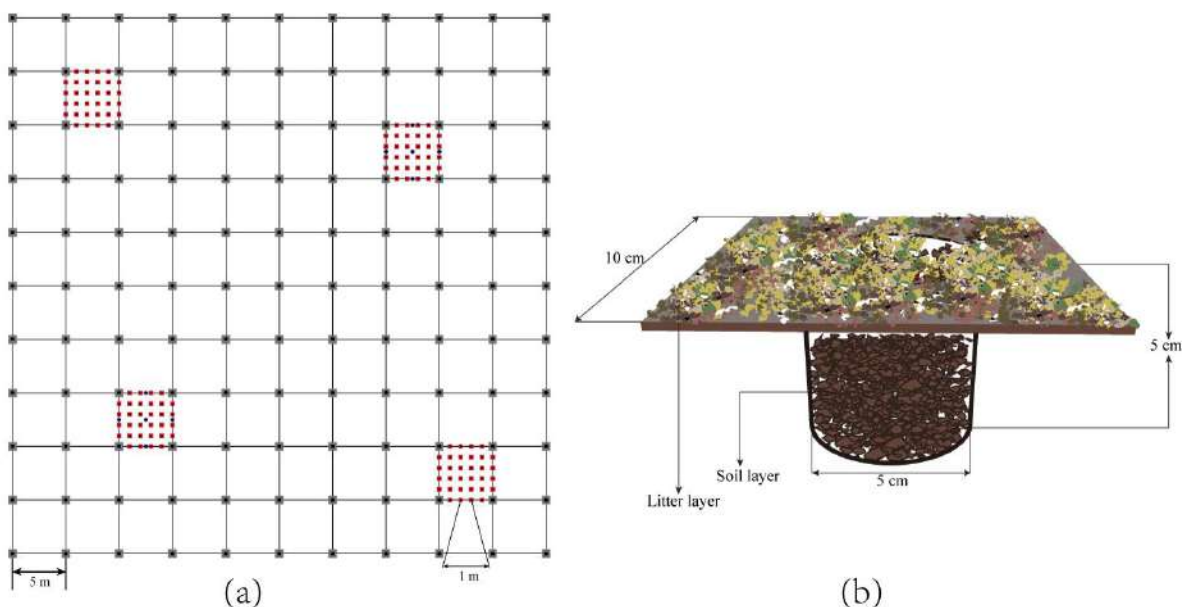 5 m
1 m
(a)
10 cm
5 cm
Soil layer
5 cm
Litter layer
(b)